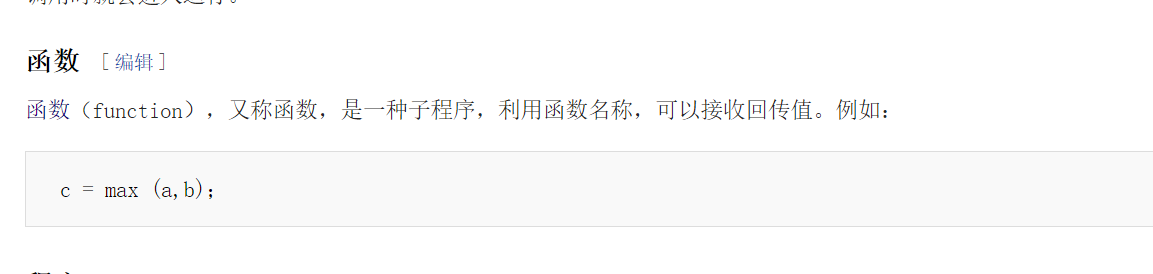 函数 [编辑]
函数（function），又称函数，是一种子程序，利用函数名称，可以接收回传值。例如：
c = max (a,b);